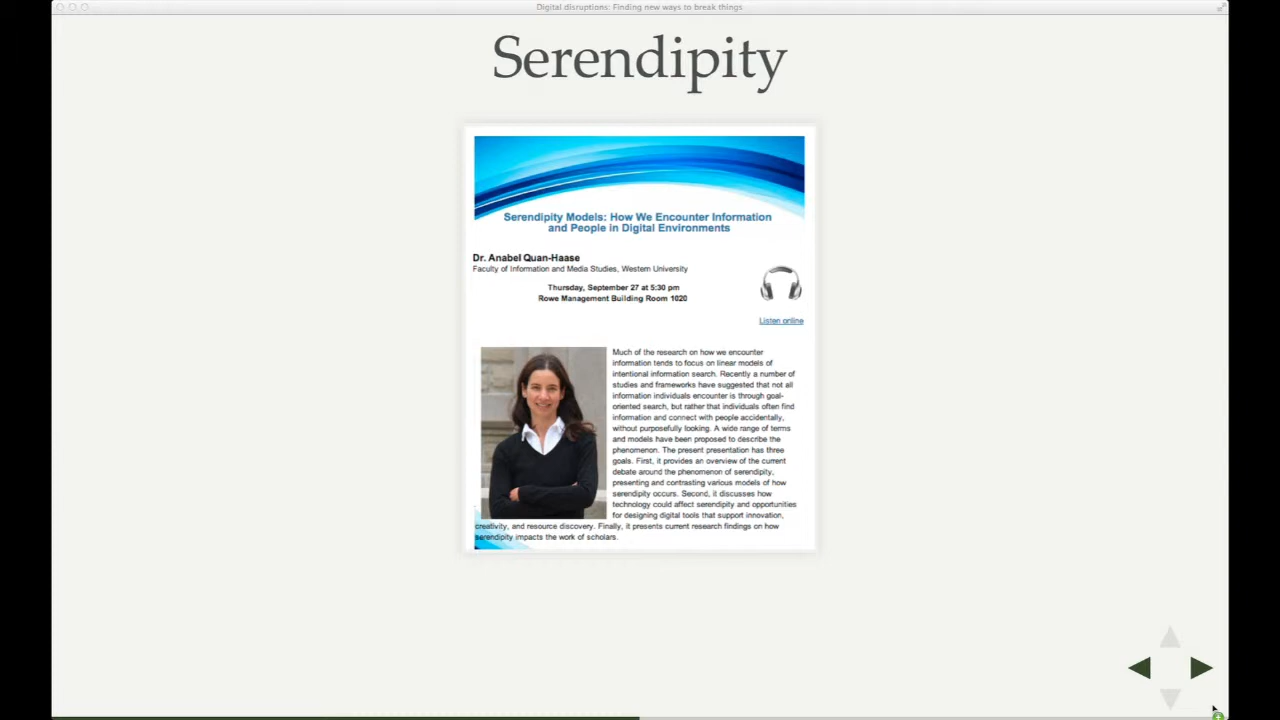 Digital disruptions: Finding new ways to break things
Serendipity
Serendipity Models: How We Encounter Information
and People in Digital Environments
Dr. Anabel Quan-Haase
Faculty of Information and Media Studies, Western University
Thursday, September 27 at 5:30 pm
Rowe Management Building Room 1020
Listen online
Much of the research on how we encounter
information tends to focus on linear models of
intentional information search. Recently a number of
studies and frameworks have suggested that not all
information individuals encounter is through goal-
oriented search, but rather that individuals often find
information and connect with people accidentally,
without purposefully looking. A wide range of terms
and models have been proposed to describe the
phenomenon. The present presentation has three
goals. First, it provides an overview of the current
debate around the phenomenon of serendipity,
presenting and contrasting various models of how
serendipity occurs. Second, it discusses how
technology could affect serendipity and opportunities
for designing digital tools that support innovation,
creativity, and resource discovery. Finally, it presents current research findings on how
serendipity impacts the work of scholars.